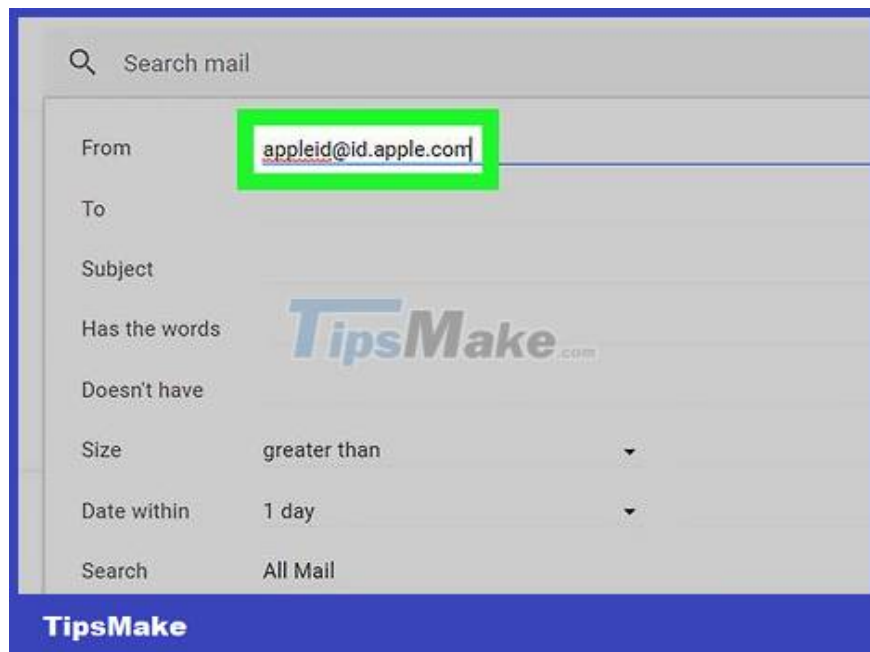 Search mail
From appleid@id.apple.com
To
Subject
Has the words
TipsMake.com
Doesn't have
Size greater than
Date within 1 day
Search All Mail
TipsMake